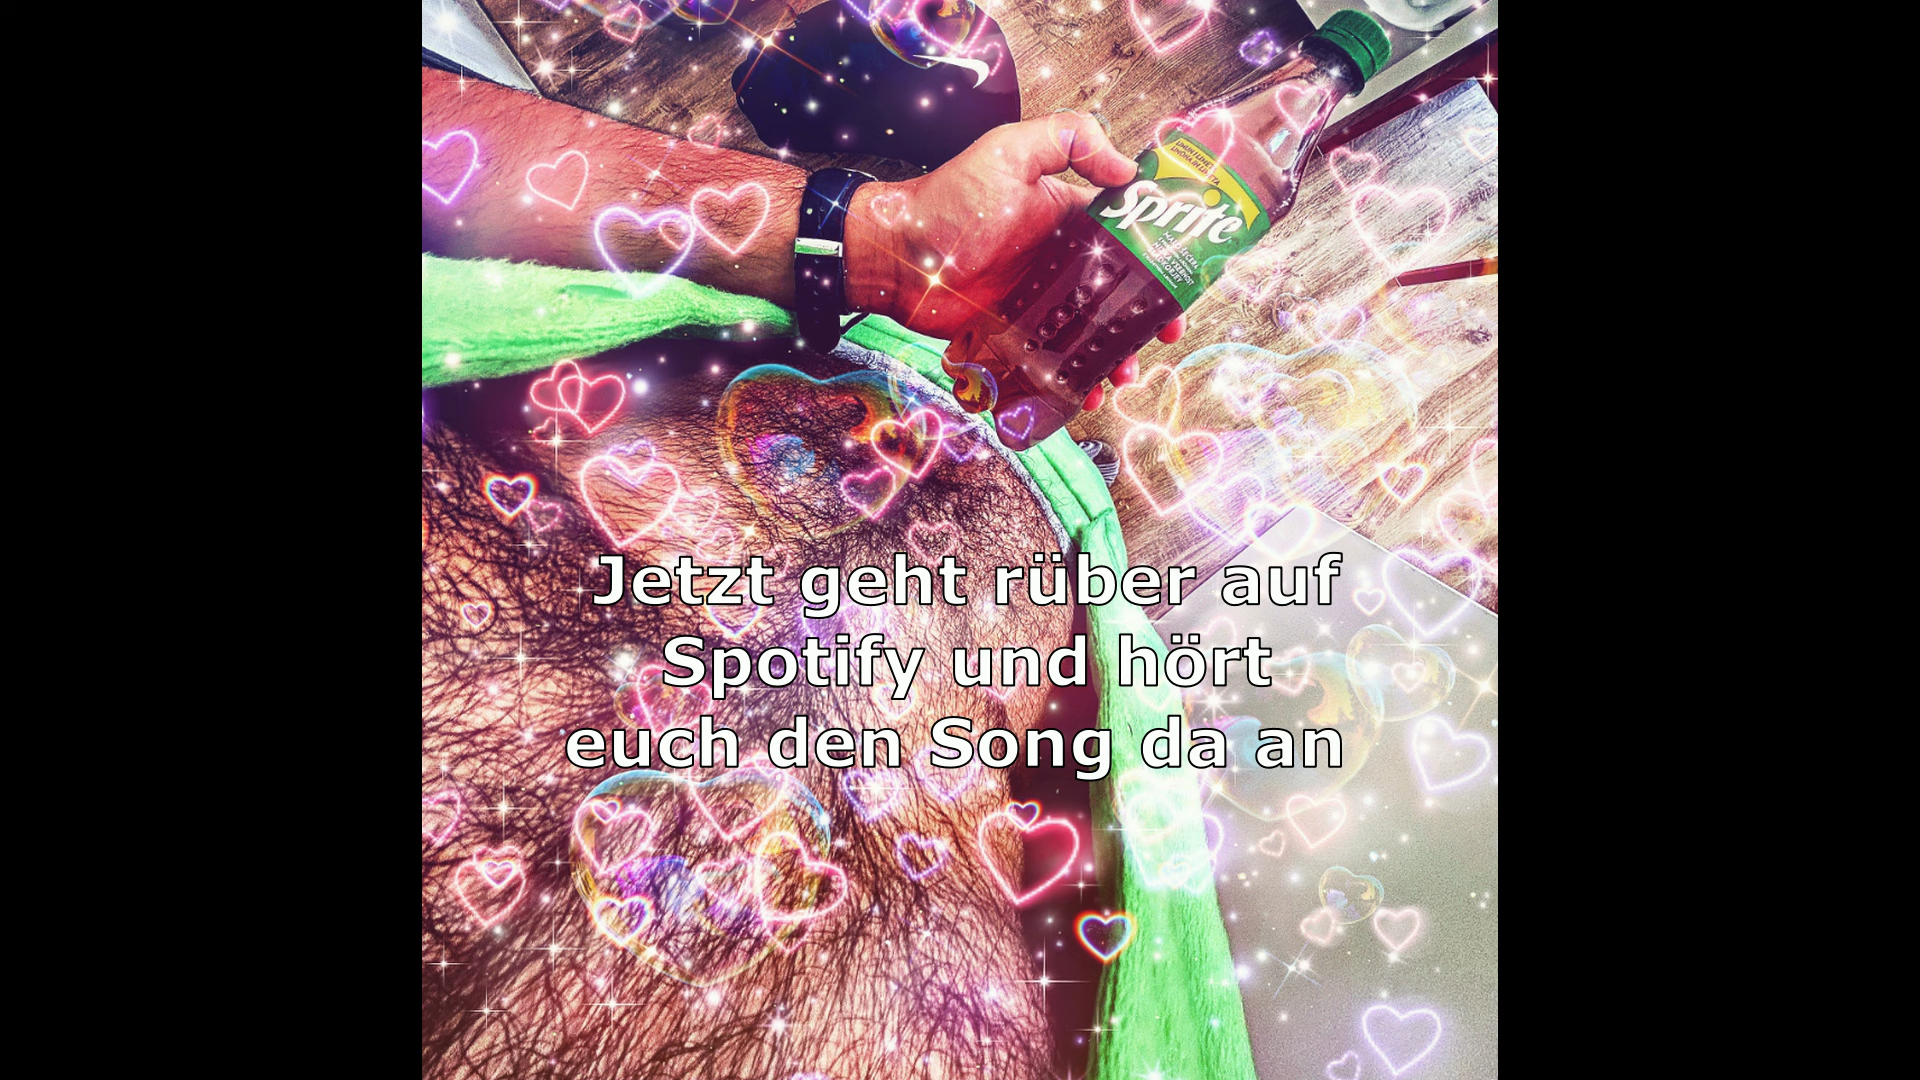 Sprite
Jetzt geht rüber auf
Spotify und hört
euch den Song da an